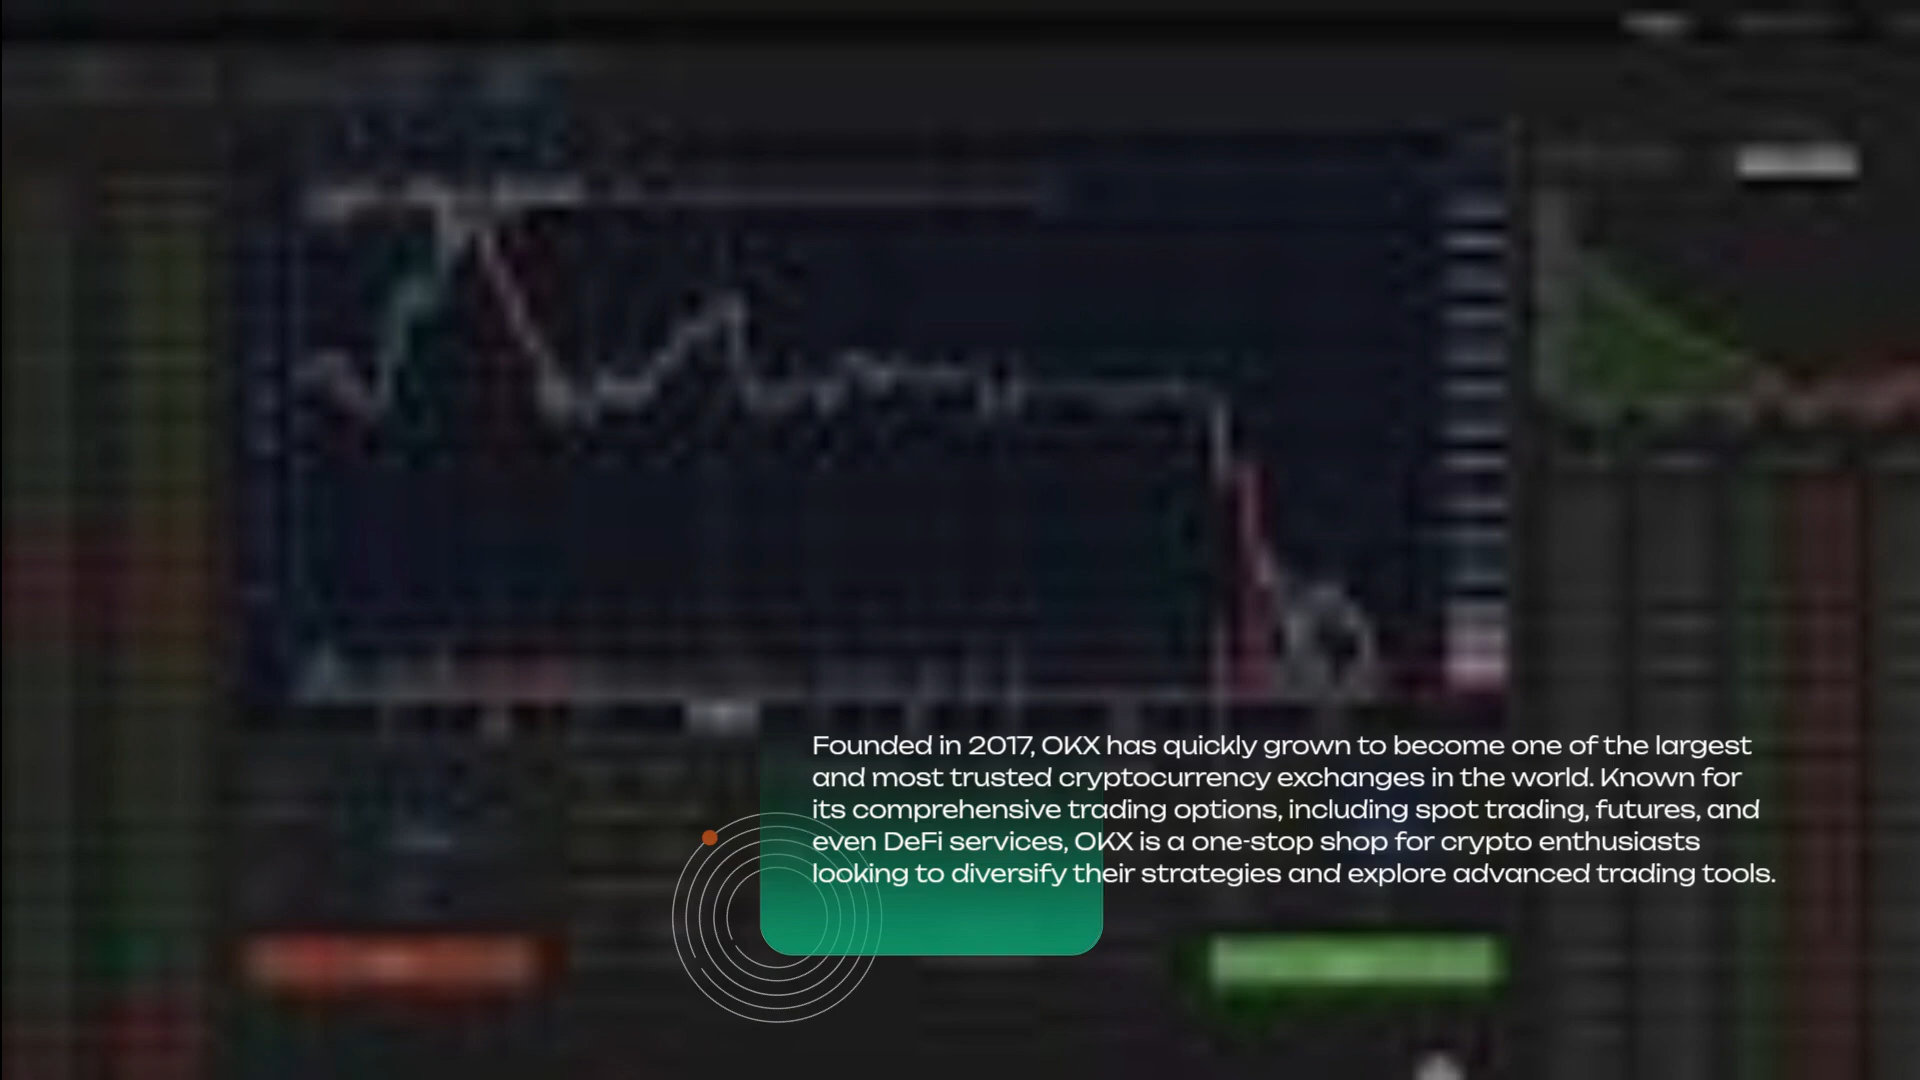 Founded in 2017, OKX has quickly grown to become one of the largest
and most trusted cryptocurrency exchanges in the world. Known for
its comprehensive trading options, including spot trading, futures, and
even DeFi services, OKX is a one-stop shop for crypto enthusiasts
looking to diversify their strategies and explore advanced trading tools.